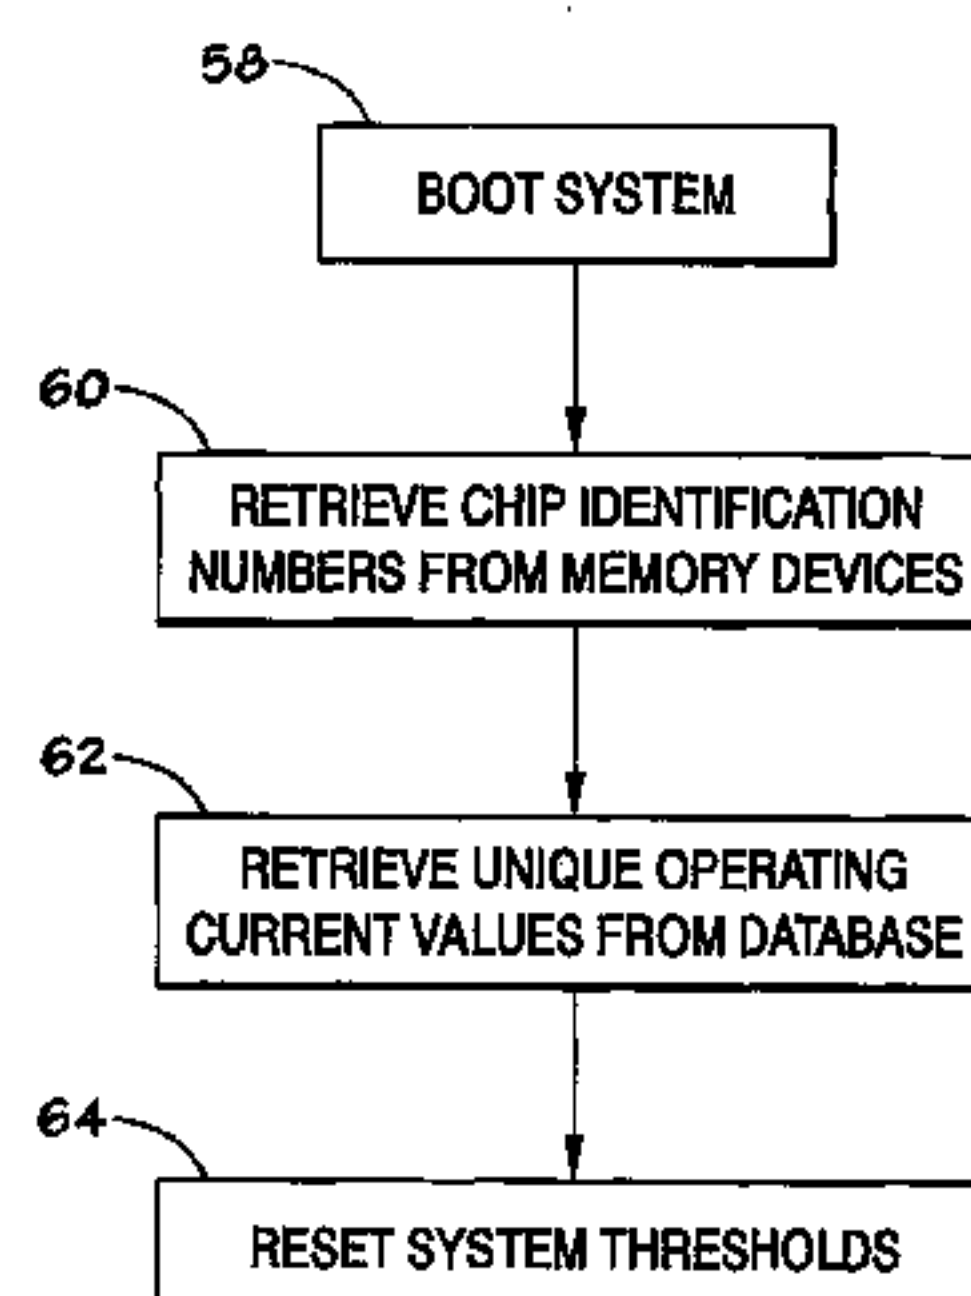 58
BOOT SYSTEM
60
RETRIEVE CHIP IDENTIFICATION
NUMBERS FROM MEMORY DEVICES
62
RETRIEVE UNIQUE OPERATING
CURRENT VALUES FROM DATABASE
64
RESET SYSTEM THRESHOLDS